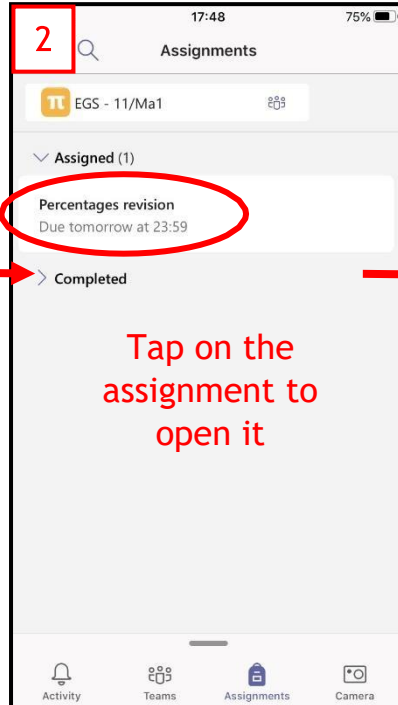 2
17:48
75%
Assignments
π EGS - 11/Ma1
Assigned (1)
Percentages revision
Due tomorrow at 23:59
Completed
Tap on the
assignment to
open it
Activity
Teams
Assignments
Camera